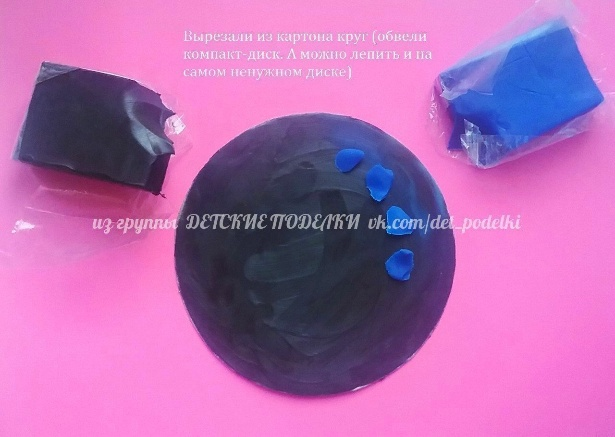 Вырезали из картона круг (обвели
компакт-диск. А можно лепить и на
самом ненужном диске)
из группы ДЕТСКИЕ ПОДЕЛКИ vk.com/det_podelki